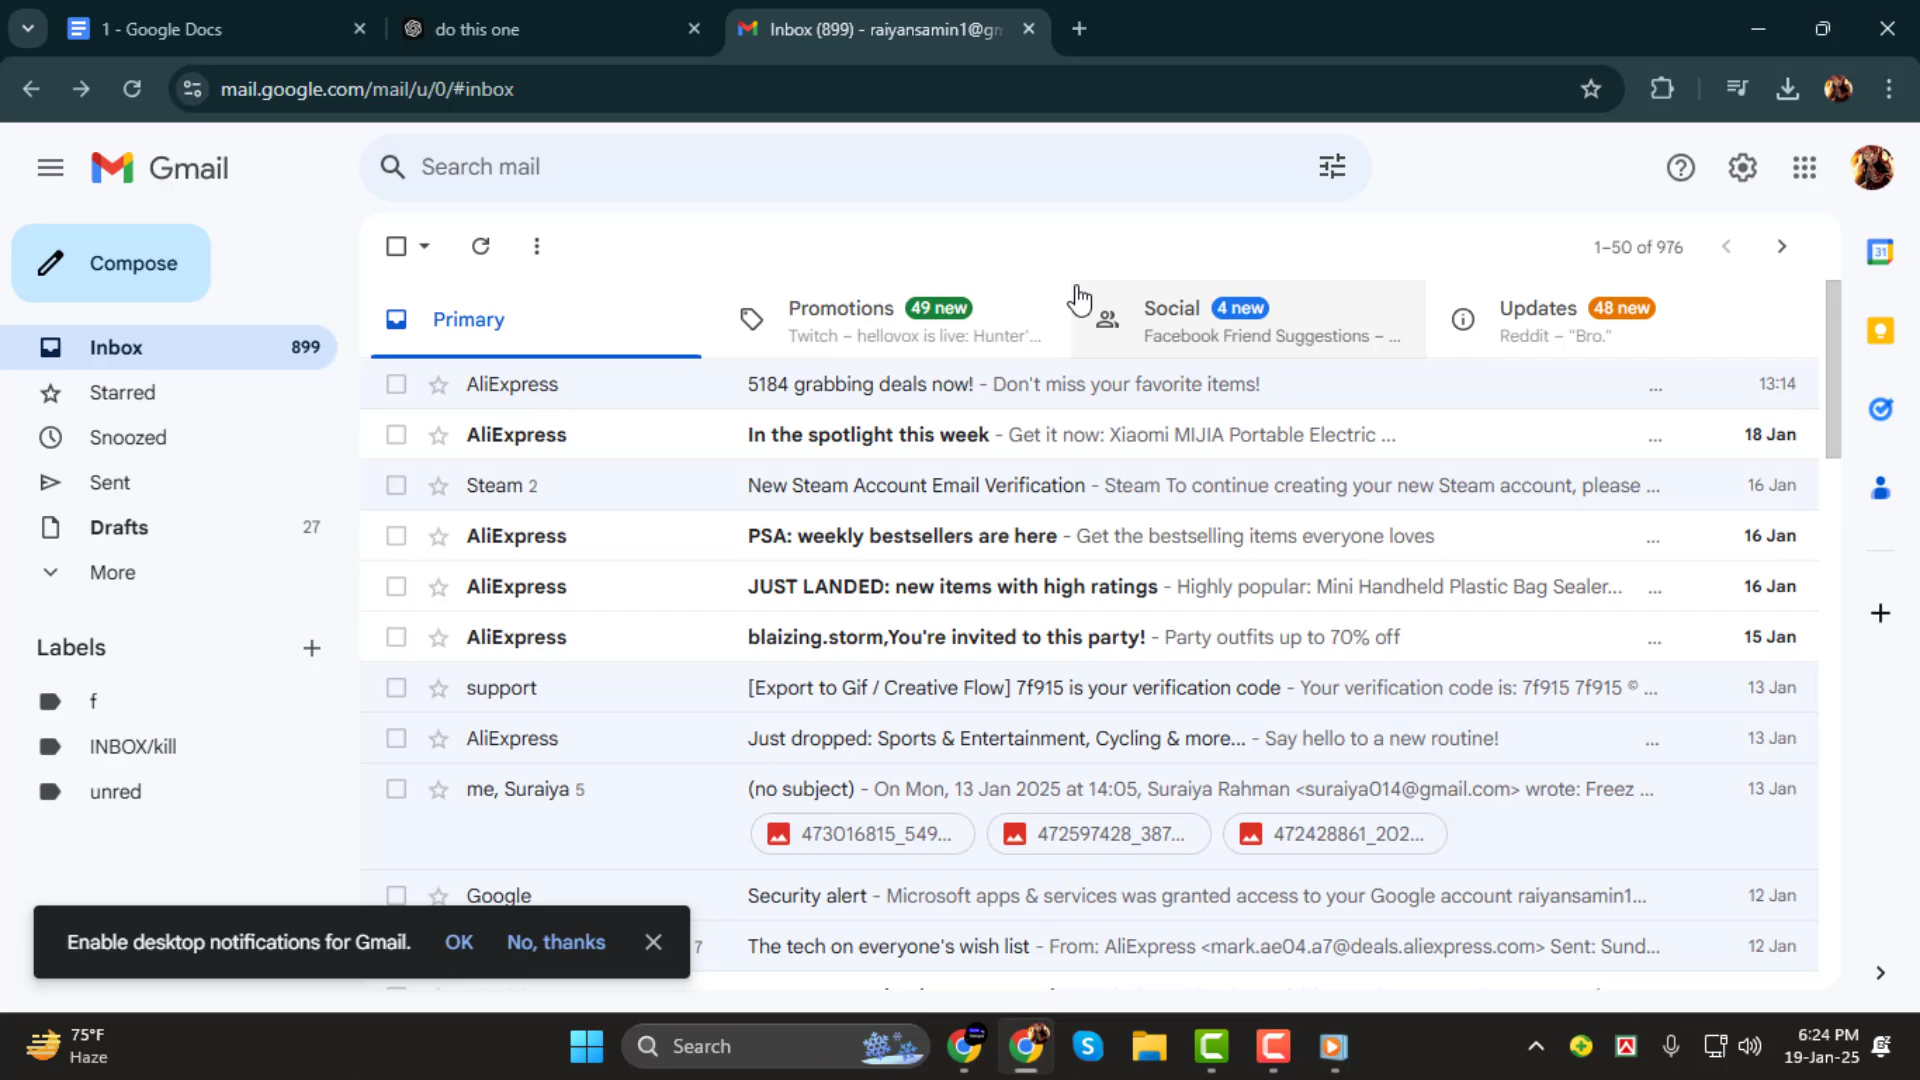 1 - Google Docs
do this one
Inbox (899) - raiyansamin1@gm
mail.google.com/mail/u/0/#inbox
Gmail
Search mail
Compose
1–50 of 976
Primary
Promotions 49 new
Twitch – hellovox is live: Hunter'...
Social 4 new
Facebook Friend Suggestions – ...
Updates 48 new
Reddit – "Bro."
Inbox 899
Starred
Snoozed
Sent
Drafts 27
More
Labels
f
INBOX/kill
unred
AliExpress 5184 grabbing deals now! - Don't miss your favorite items! ... 13:14
AliExpress In the spotlight this week - Get it now: Xiaomi MIJIA Portable Electric ... ... 18 Jan
Steam 2 New Steam Account Email Verification - Steam To continue creating your new Steam account, please ... 16 Jan
AliExpress PSA: weekly bestsellers are here - Get the bestselling items everyone loves ... 16 Jan
AliExpress JUST LANDED: new items with high ratings - Highly popular: Mini Handheld Plastic Bag Sealer... ... 16 Jan
AliExpress blaizing.storm,You're invited to this party! - Party outfits up to 70% off ... 15 Jan
support [Export to Gif / Creative Flow] 7f915 is your verification code - Your verification code is: 7f915 7f915 © ... 13 Jan
AliExpress Just dropped: Sports & Entertainment, Cycling & more... - Say hello to a new routine! ... 13 Jan
me, Suraiya 5 (no subject) - On Mon, 13 Jan 2025 at 14:05, Suraiya Rahman <suraiya014@gmail.com> wrote: Freez ... 13 Jan
473016815_549... 472597428_387... 472428861_202...
Google Security alert - Microsoft apps & services was granted access to your Google account raiyansamin1... 12 Jan
7 The tech on everyone's wish list - From: AliExpress <mark.ae04.a7@deals.aliexpress.com> Sent: Sund... 12 Jan
Enable desktop notifications for Gmail. OK No, thanks
31
75°F
Haze
Search
6:24 PM
19-Jan-25